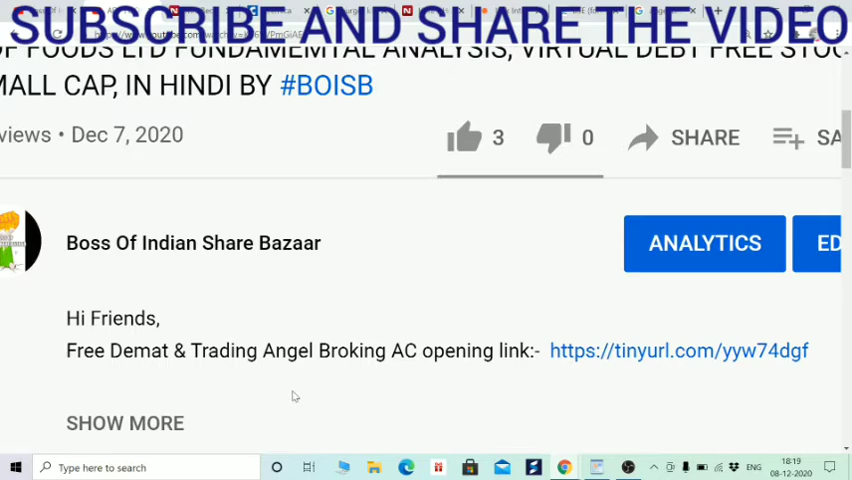 SUBSCRIBE AND SHARE THE VIDEO
FOODS LTD FUNDAMEMTAL ANALYSIS, VIRTUAL DEBT FREE STOC
MALL CAP, IN HINDI BY #BOISB
views • Dec 7, 2020
3
0
SHARE
SA
Boss Of Indian Share Bazaar
ANALYTICS
ED
Hi Friends,
Free Demat & Trading Angel Broking AC opening link:- https://tinyurl.com/yyw74dgf
SHOW MORE
Type here to search
ENG
18:19
08-12-2020